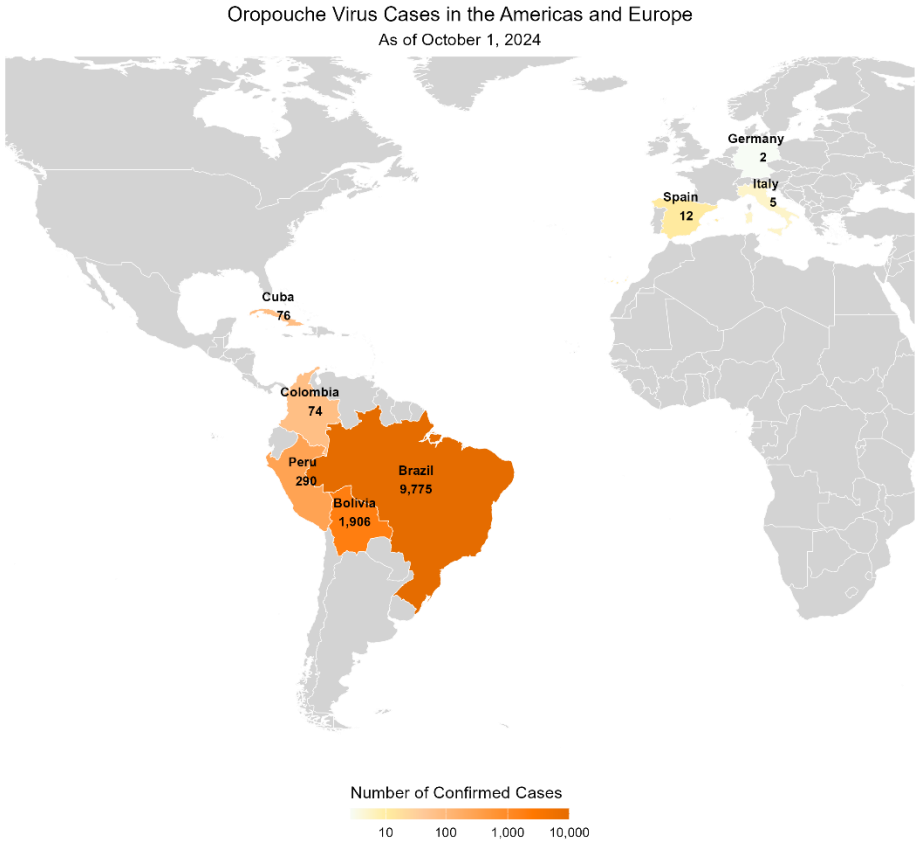 Oropouche Virus Cases in the Americas and Europe
As of October 1, 2024
Germany
2
Italy
5
Spain
12
Cuba
76
Colombia
74
Peru
290
Brazil
9,775
Bolivia
1,906
Number of Confirmed Cases
10 100 1,000 10,000